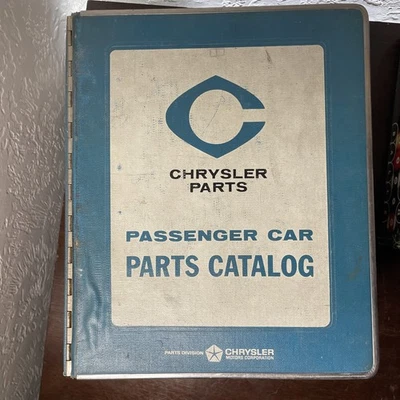 CHRYSLER
PARTS
PASSENGER CAR
PARTS CATALOG
PARTS DIVISION CHRYSLER
MOTORS CORPORATION